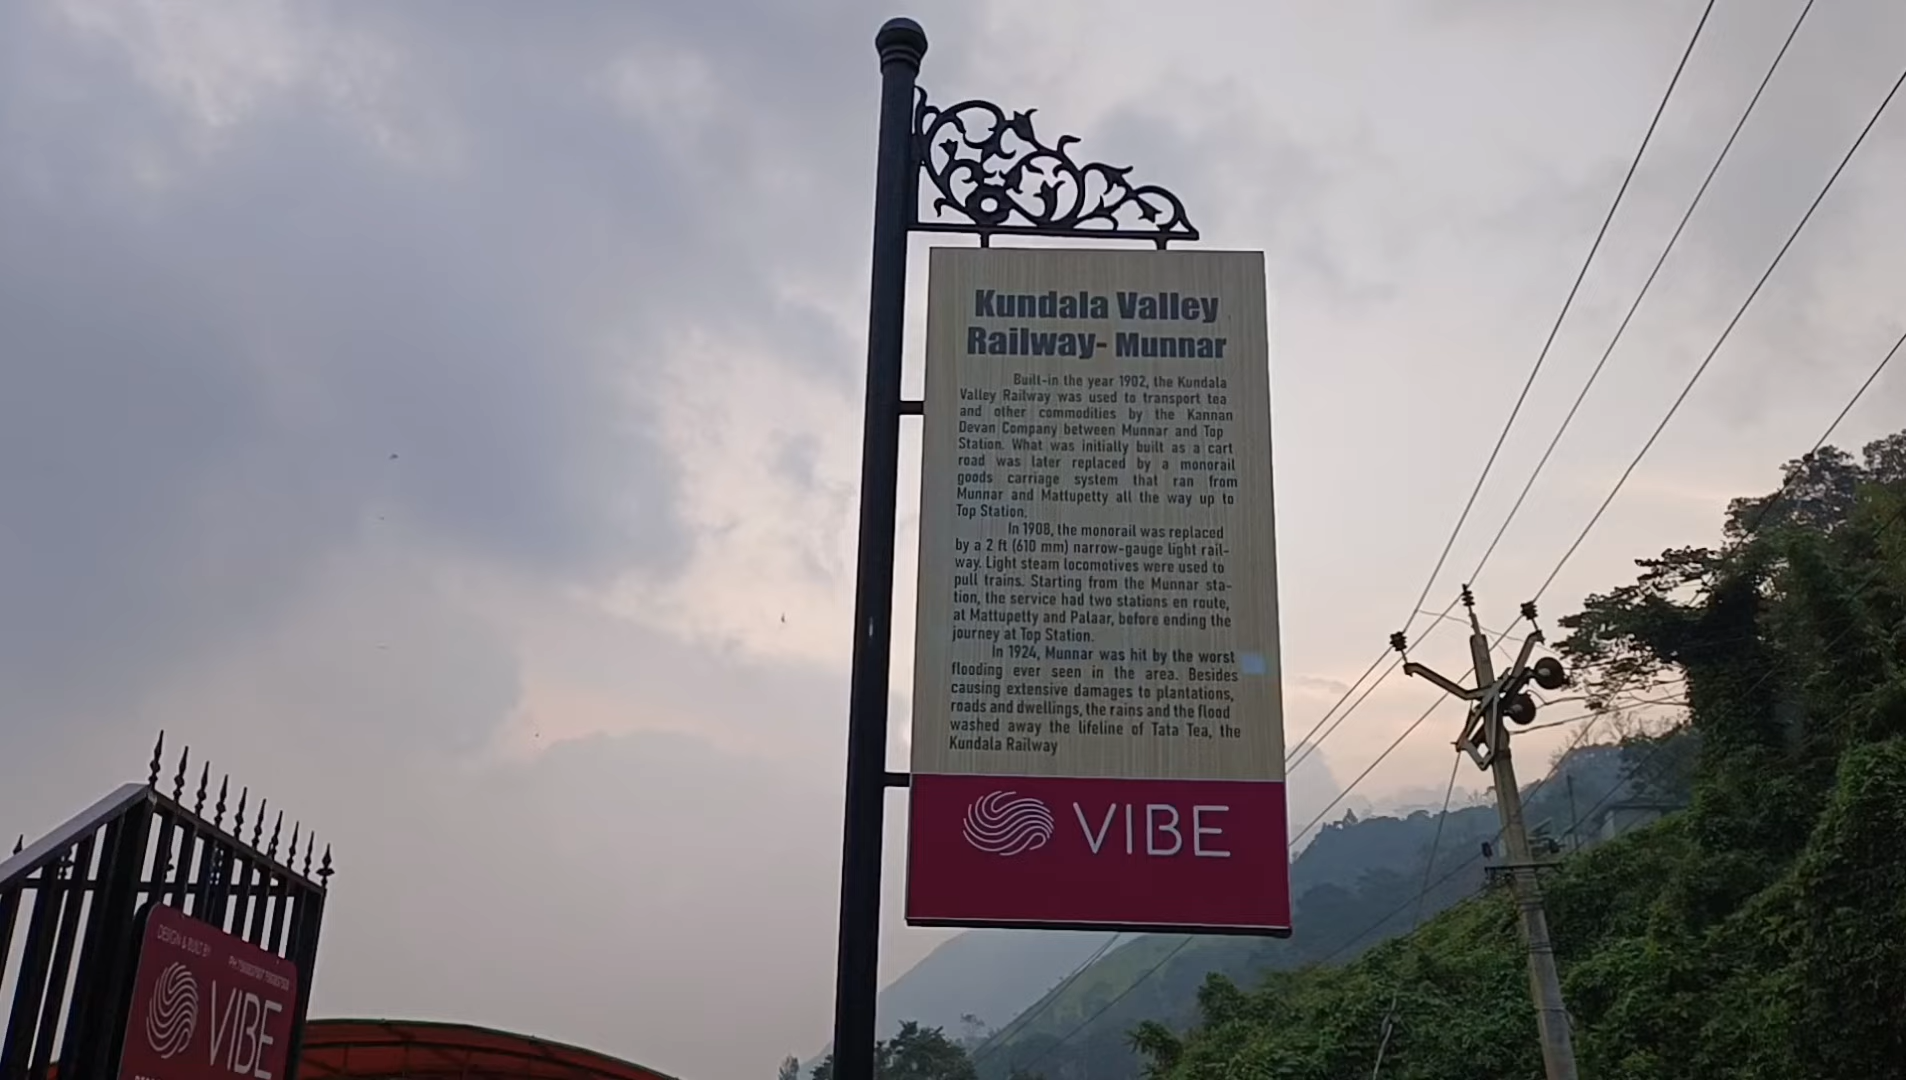 Kundala Valley
Railway- Munnar
Built-in the year 1902, the Kundala
Valley Railway was used to transport tea
and other commodities by the Kannan
Devan Company between Munnar and Top
Station. What was initially built as a cart
road was later replaced by a monorail
goods carriage system that ran from
Munnar and Mattupetty all the way up to
Top Station.
In 1908, the monorail was replaced
by a 2 ft (610 mm) narrow-gauge light rail-
way. Light steam locomotives were used to
pull trains. Starting from the Munnar sta-
tion, the service had two stations en route,
at Mattupetty and Palaar, before ending the
journey at Top Station.
In 1924, Munnar was hit by the worst
flooding ever seen in the area. Besides
causing extensive damages to plantations,
roads and dwellings, the rains and the flood
washed away the lifeline of Tata Tea, the
Kundala Railway
VIBE
DESIGN & BUILT BY
VIBE